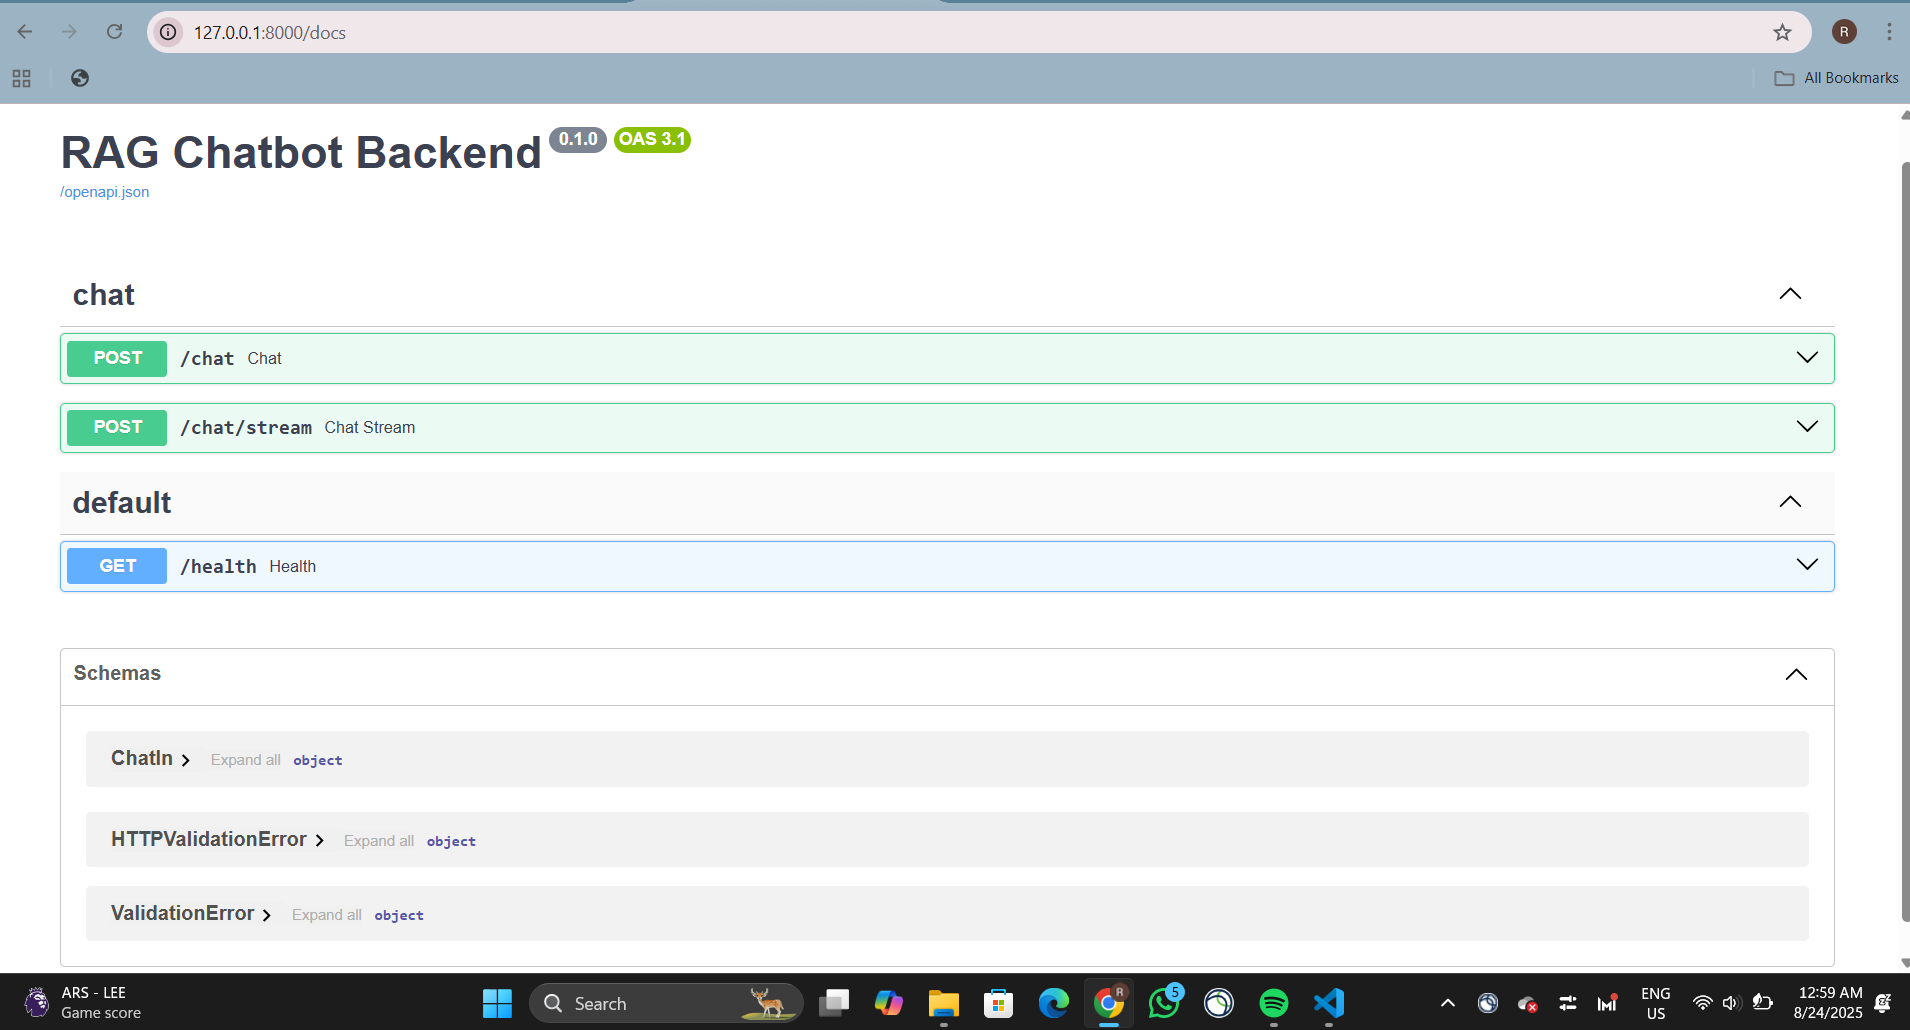 127.0.0.1:8000/docs
R
All Bookmarks
RAG Chatbot Backend 0.1.0 OAS 3.1
/openapi.json
chat
POST /chat Chat
POST /chat/stream Chat Stream
default
GET /health Health
Schemas
ChatIn Expand all object
HTTPValidationError Expand all object
ValidationError Expand all object
ARS - LEE
Game score
Search
R
5
ENG
US
12:59 AM
8/24/2025